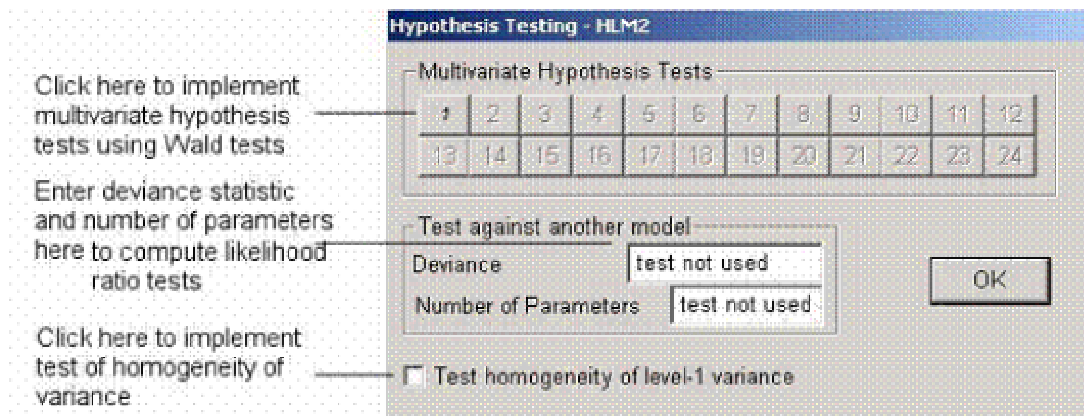 Hypothesis Testing - HLM2
Click here to implement
multivariate hypothesis
tests using Wald tests
Multivariate Hypothesis Tests
1 2 3 4 5 6 7 8 9 10 11 12
13 14 15 16 17 18 19 20 21 22 23 24
Enter deviance statistic
and number of parameters
here to compute likelihood
ratio tests
Test against another model
Deviance test not used
Number of Parameters test not used
OK
Click here to implement
test of homogeneity of
variance
Test homogeneity of level-1 variance